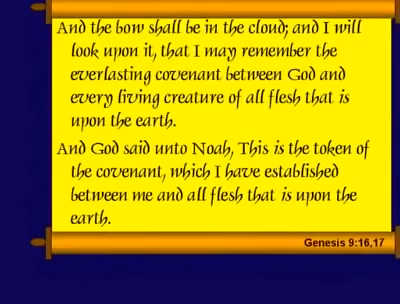 And the bow shall be in the cloud; and I will
look upon it, that I may remember the
everlasting covenant between God and
every living creature of all flesh that is
upon the earth.
And God said unto Noah, This is the token of
the covenant, which I have established
between me and all flesh that is upon the
earth.
Genesis 9:16,17